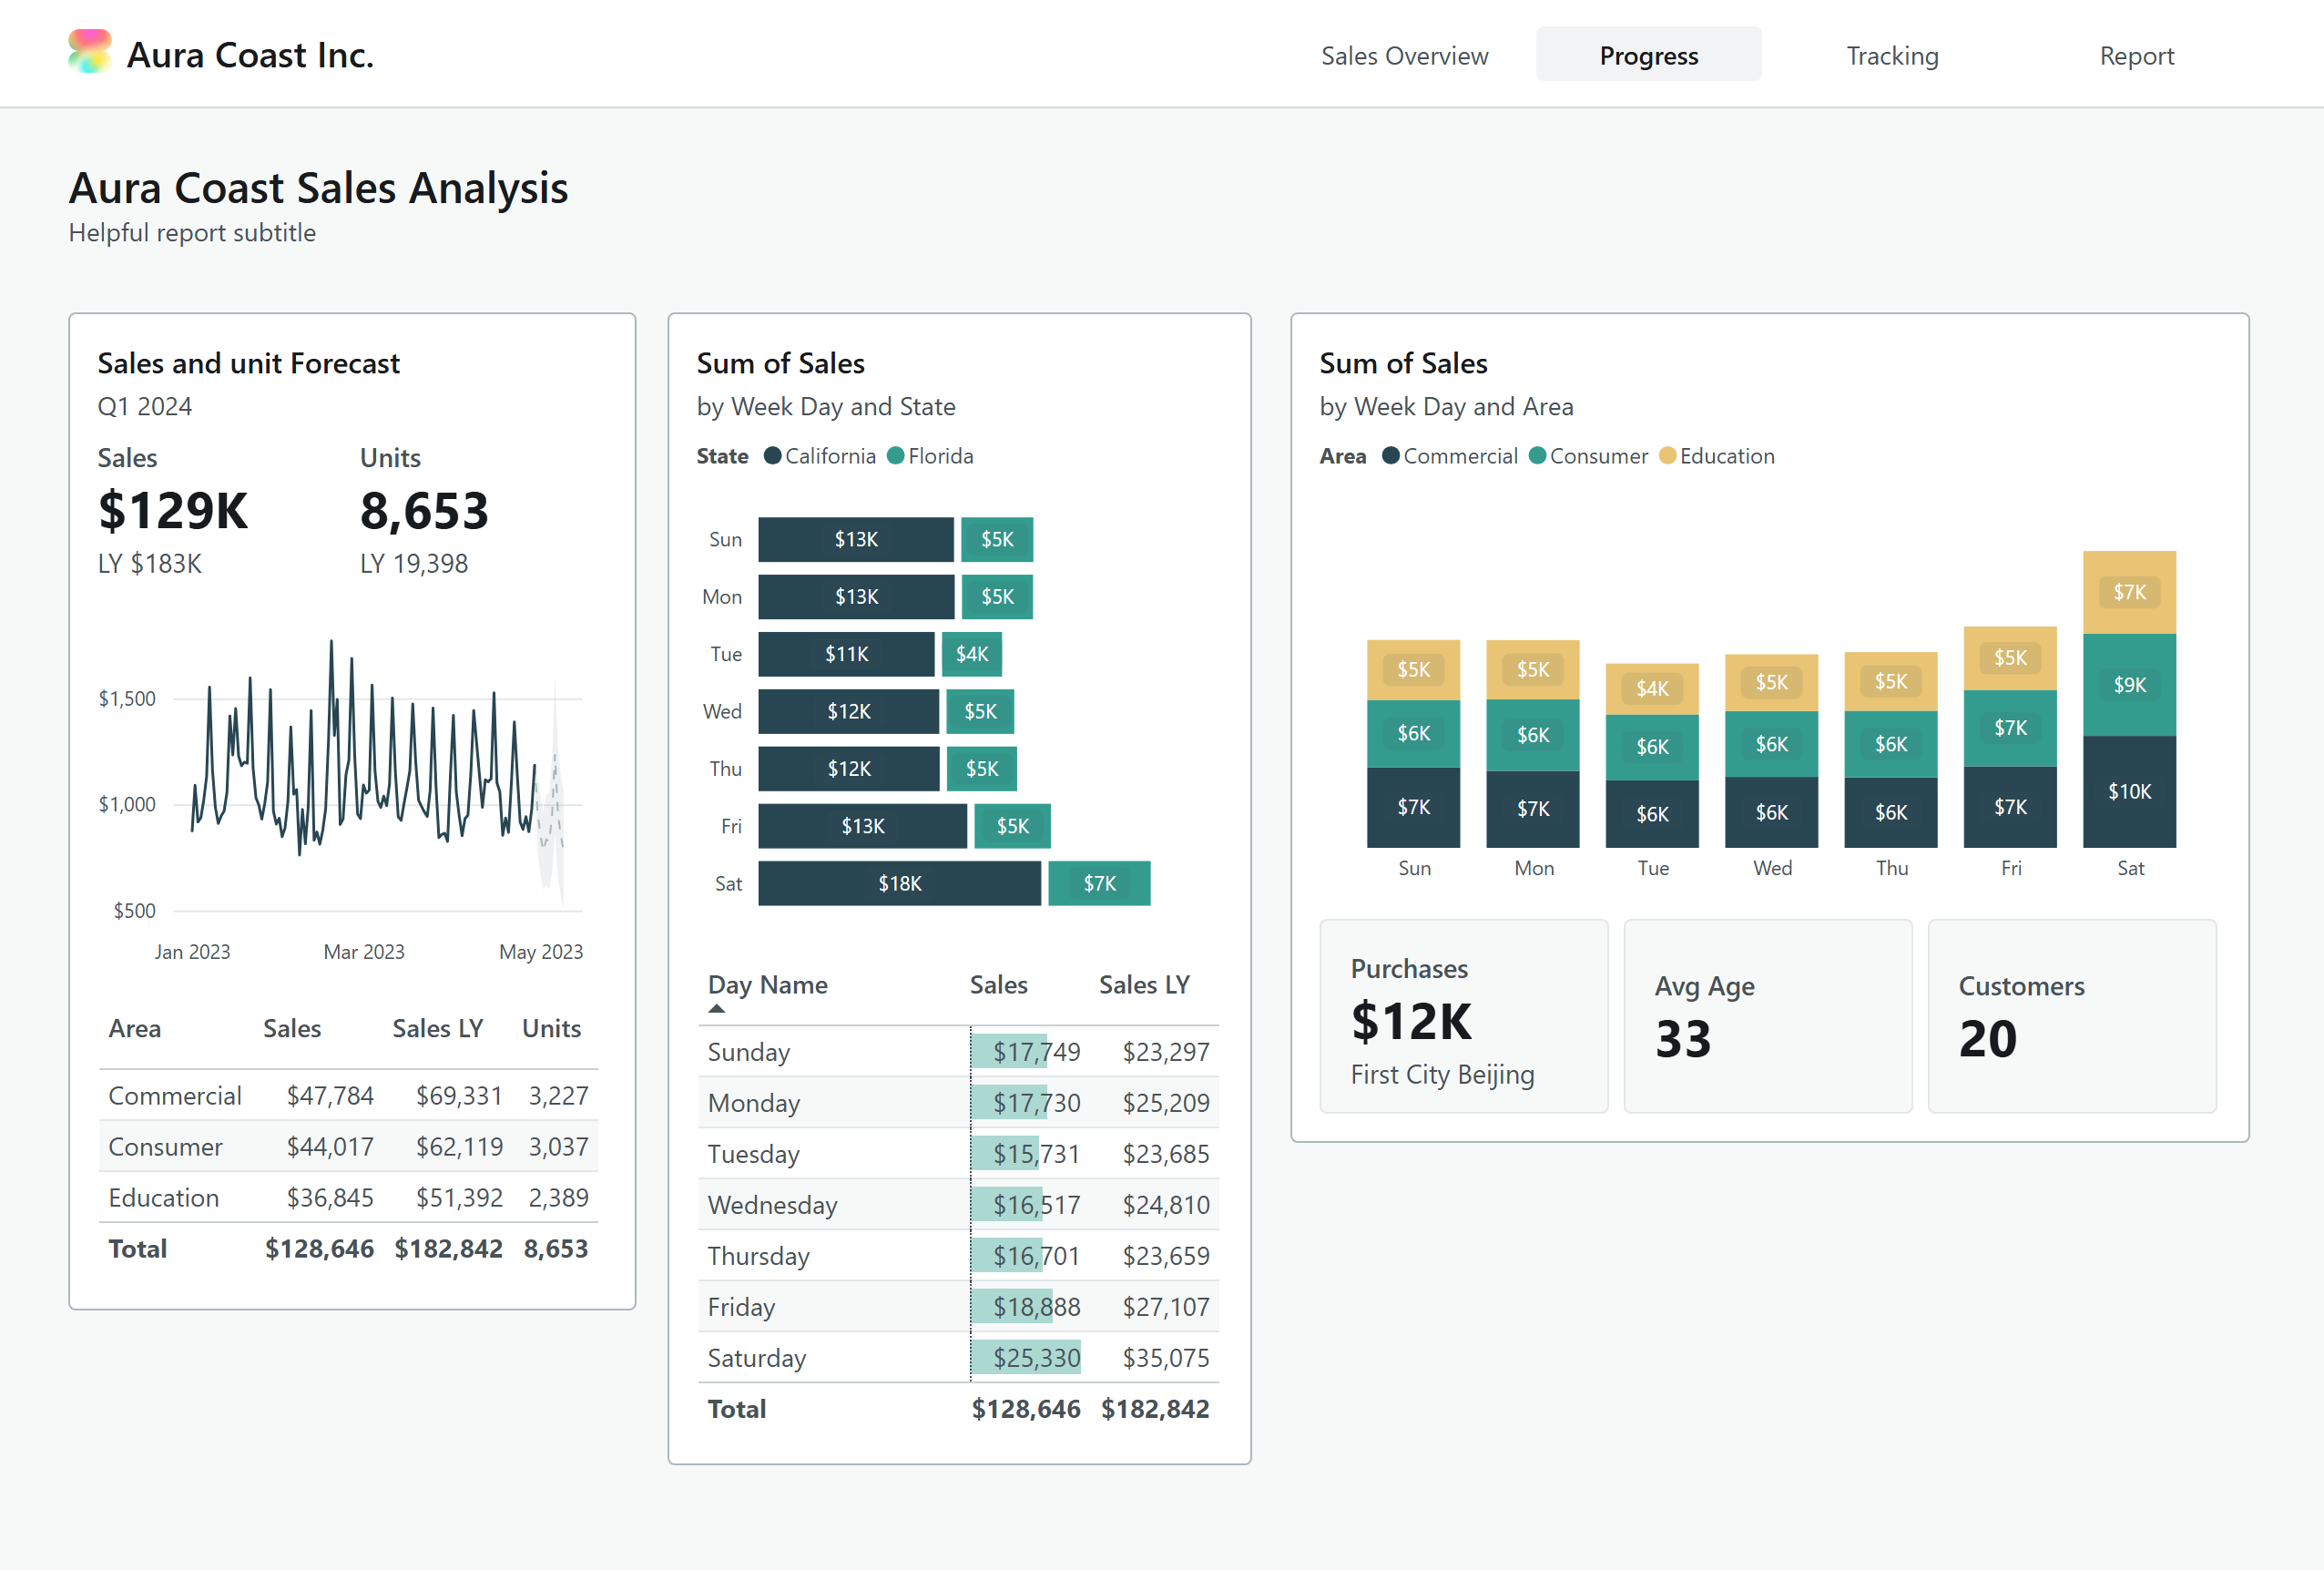 Aura Coast Inc.
Sales Overview
Progress
Tracking
Report
Aura Coast Sales Analysis
Helpful report subtitle
Sales and unit Forecast
Q1 2024
Sales Units
$129K 8,653
LY $183K LY 19,398
$1,500
$1,000
$500
Jan 2023 Mar 2023 May 2023
Area Sales Sales LY Units
Commercial $47,784 $69,331 3,227
Consumer $44,017 $62,119 3,037
Education $36,845 $51,392 2,389
Total $128,646 $182,842 8,653
Sum of Sales
by Week Day and State
State California Florida
Sun $13K $5K
Mon $13K $5K
Tue $11K $4K
Wed $12K $5K
Thu $12K $5K
Fri $13K $5K
Sat $18K $7K
Day Name Sales Sales LY
Sunday $17,749 $23,297
Monday $17,730 $25,209
Tuesday $15,731 $23,685
Wednesday $16,517 $24,810
Thursday $16,701 $23,659
Friday $18,888 $27,107
Saturday $25,330 $35,075
Total $128,646 $182,842
Sum of Sales
by Week Day and Area
Area Commercial Consumer Education
$5K $5K $4K $5K $5K $5K $7K
$6K $6K $6K $6K $6K $7K $9K
$7K $7K $6K $6K $6K $7K $10K
Sun Mon Tue Wed Thu Fri Sat
Purchases
$12K
First City Beijing
Avg Age
33
Customers
20